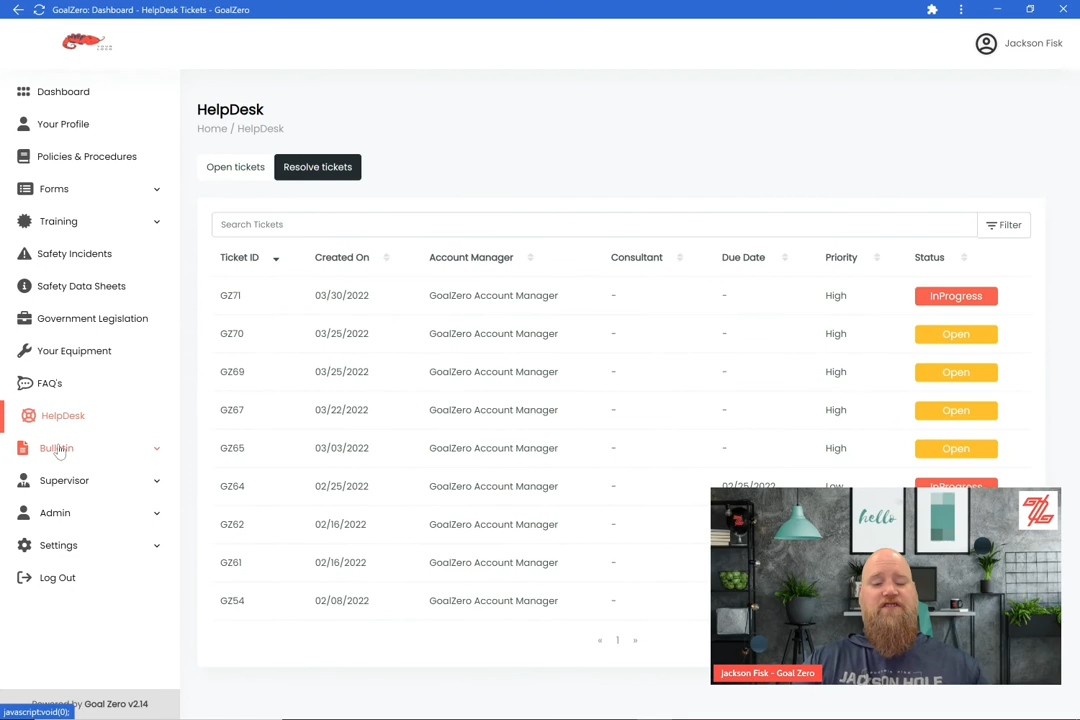 GoalZero: Dashboard - HelpDesk Tickets - GoalZero
Jackson Fisk
Dashboard
Your Profile
Policies & Procedures
Forms
Training
Safety Incidents
Safety Data Sheets
Government Legislation
Your Equipment
FAQ's
HelpDesk
Supervisor
Admin
Settings
Log Out
Powered by Goal Zero v2.14
javascript:void(0);
HelpDesk
Home / HelpDesk
Open tickets Resolve tickets
Search Tickets Filter
Ticket ID Created On Account Manager Consultant Due Date Priority Status
GZ71 03/30/2022 GoalZero Account Manager - - High InProgress
GZ70 03/25/2022 GoalZero Account Manager - - High Open
GZ69 03/25/2022 GoalZero Account Manager - - High Open
GZ67 03/22/2022 GoalZero Account Manager - - High Open
GZ65 03/03/2022 GoalZero Account Manager - - High Open
GZ64 02/25/2022 GoalZero Account Manager - 02/25/2022 Low InProgress
GZ62 02/16/2022 GoalZero Account Manager -
GZ61 02/16/2022 GoalZero Account Manager -
GZ54 02/08/2022 GoalZero Account Manager -
« 1 »
hello
Jackson Fisk - Goal Zero
JACKSON HOLE